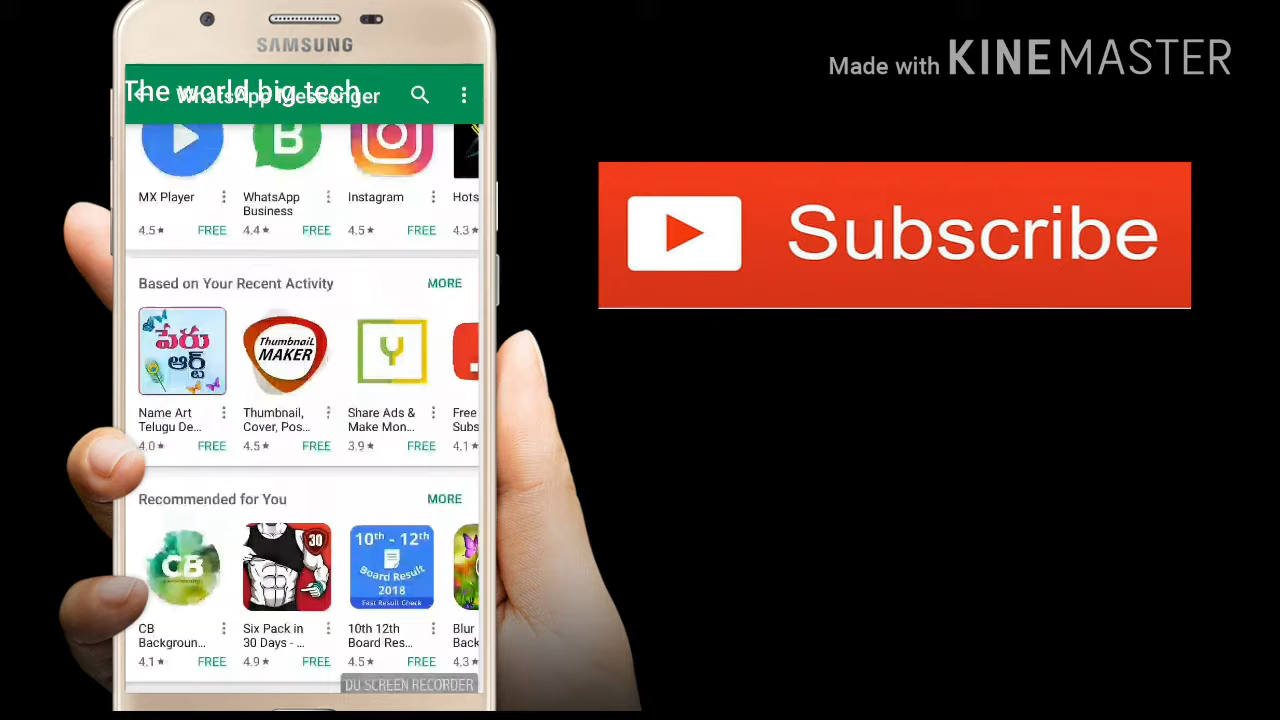 Made with KINEMASTER
SAMSUNG
The world big tech
WhatsApp Messenger
Subscribe
MX Player
WhatsApp
Business
Instagram
Hots
4.5★ FREE
4.4★ FREE
4.5★ FREE
4.3★
Based on Your Recent Activity MORE
పేరు
ఆర్ట్
Thumbnail
MAKER
Name Art
Telugu De...
Thumbnail,
Cover, Pos...
Share Ads &
Make Mon...
Free
Subs
4.0★ FREE
4.5★ FREE
3.9★ FREE
4.1★
Recommended for You MORE
CB
30
10th - 12th
Board Result
2018
Fast Result Check
CB
Backgroun...
Six Pack in
30 Days - ...
10th 12th
Board Res...
Blur
Back
4.1★ FREE
4.9★ FREE
4.5★ FREE
4.3★
DU SCREEN RECORDER